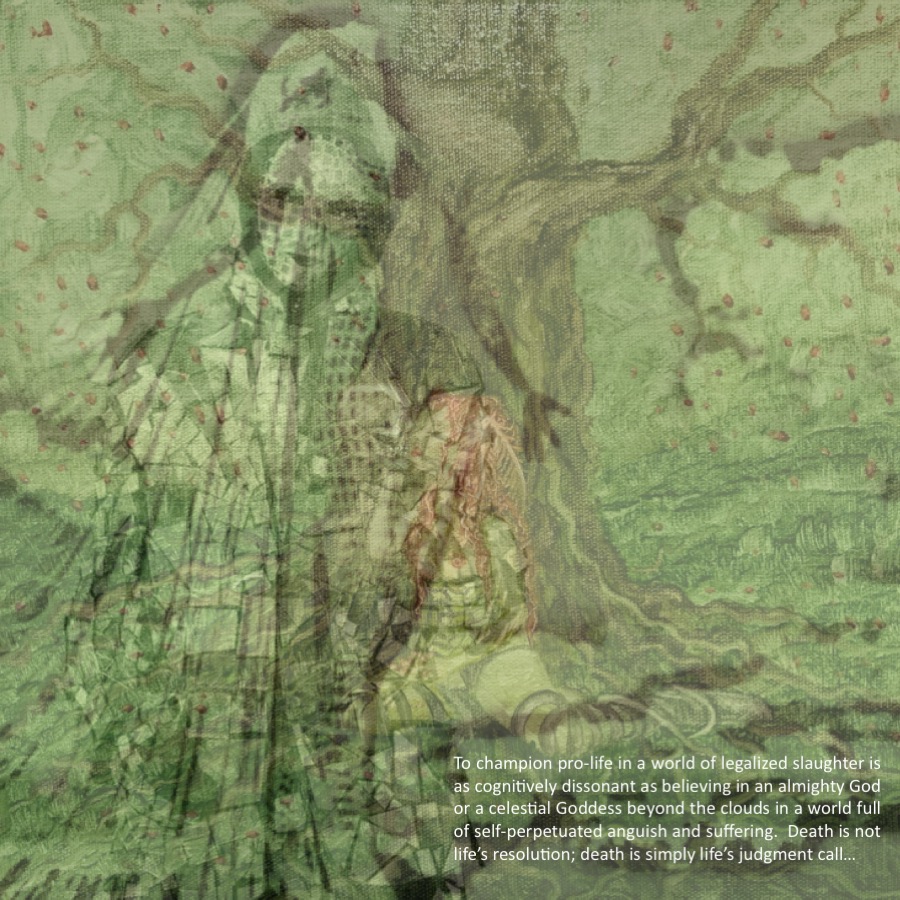 To champion pro-life in a world of legalized slaughter is
as cognitively dissonant as believing in an almighty God
or a celestial Goddess beyond the clouds in a world full
of self-perpetuated anguish and suffering.  Death is not
life’s resolution; death is simply life’s judgment call...